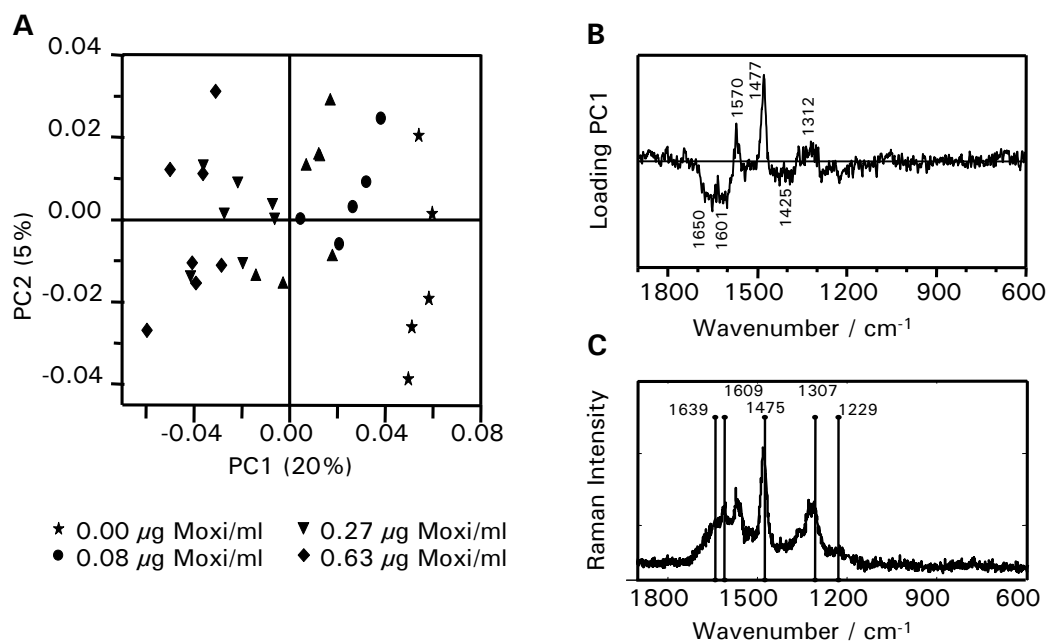 A
0.04
0.02
0.00
-0.02
-0.04
PC2 (5%)
-0.04 0.00 0.04 0.08
PC1 (20%)
0.00 µg Moxi/ml
0.08 µg Moxi/ml
0.27 µg Moxi/ml
0.63 µg Moxi/ml
B
Loading PC1
1650
1601
1570
1477
1425
1312
1800 1500 1200 900 600
Wavenumber / cm-1
C
Raman Intensity
1639
1609
1475
1307
1229
1800 1500 1200 900 600
Wavenumber / cm-1